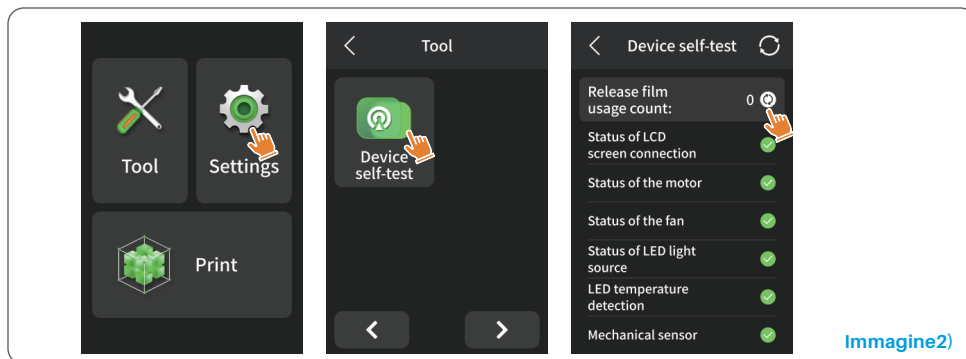 Tool
Settings
Print
Tool
Device
self-test
Device self-test
Release film
usage count:
0
Status of LCD
screen connection
Status of the motor
Status of the fan
Status of LED light
source
LED temperature
detection
Mechanical sensor
Immagine2)